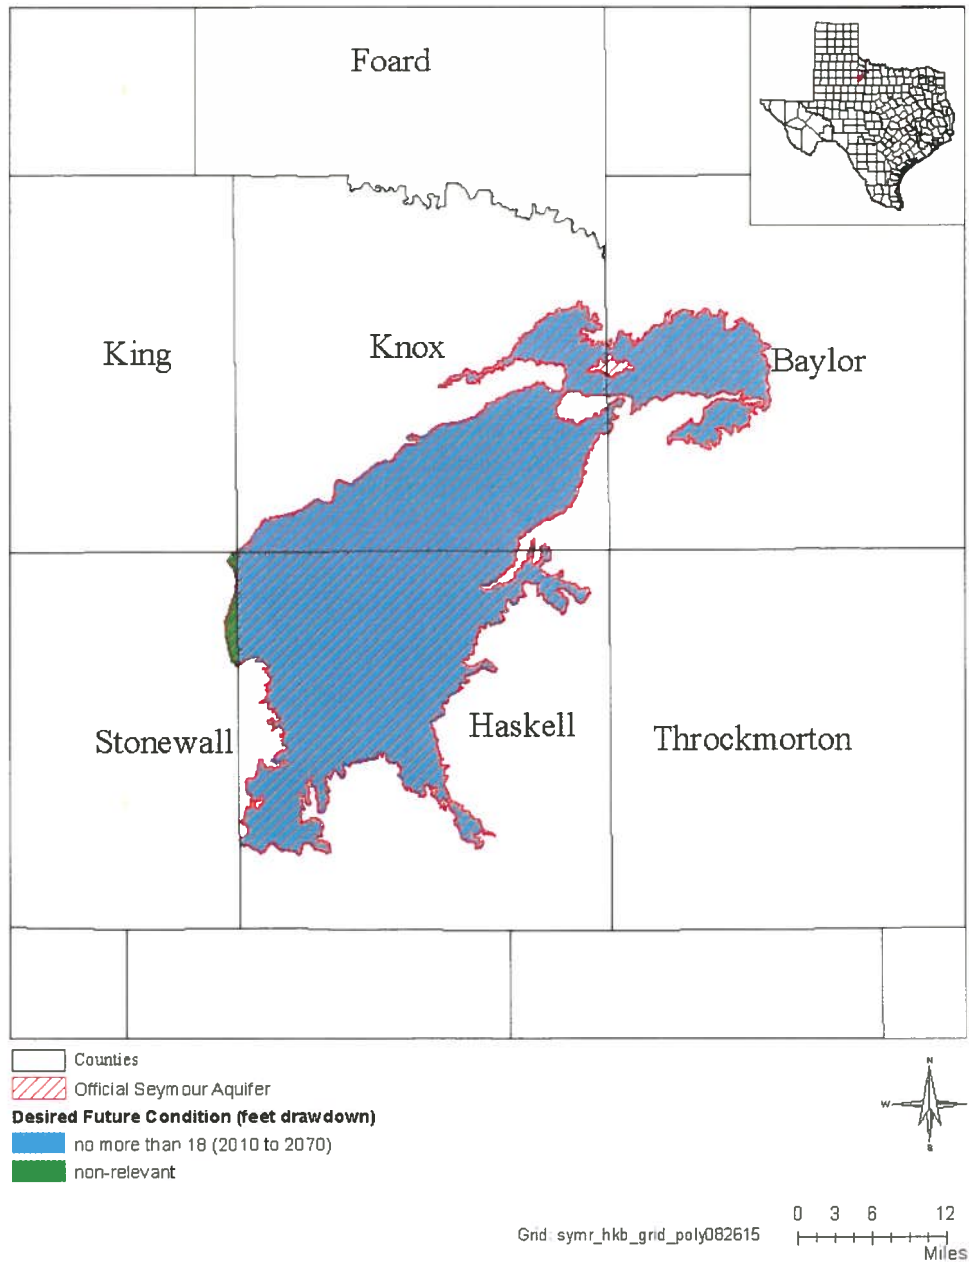 Foard
King
Knox
Baylor
Stonewall
Haskell
Throckmorton
Counties
Official Seymour Aquifer
Desired Future Condition (feet drawdown)
no more than 18 (2010 to 2070)
non-relevant
N
W
S
Grid: symr_hkb_grid_poly082615
0 3 6 12
Miles